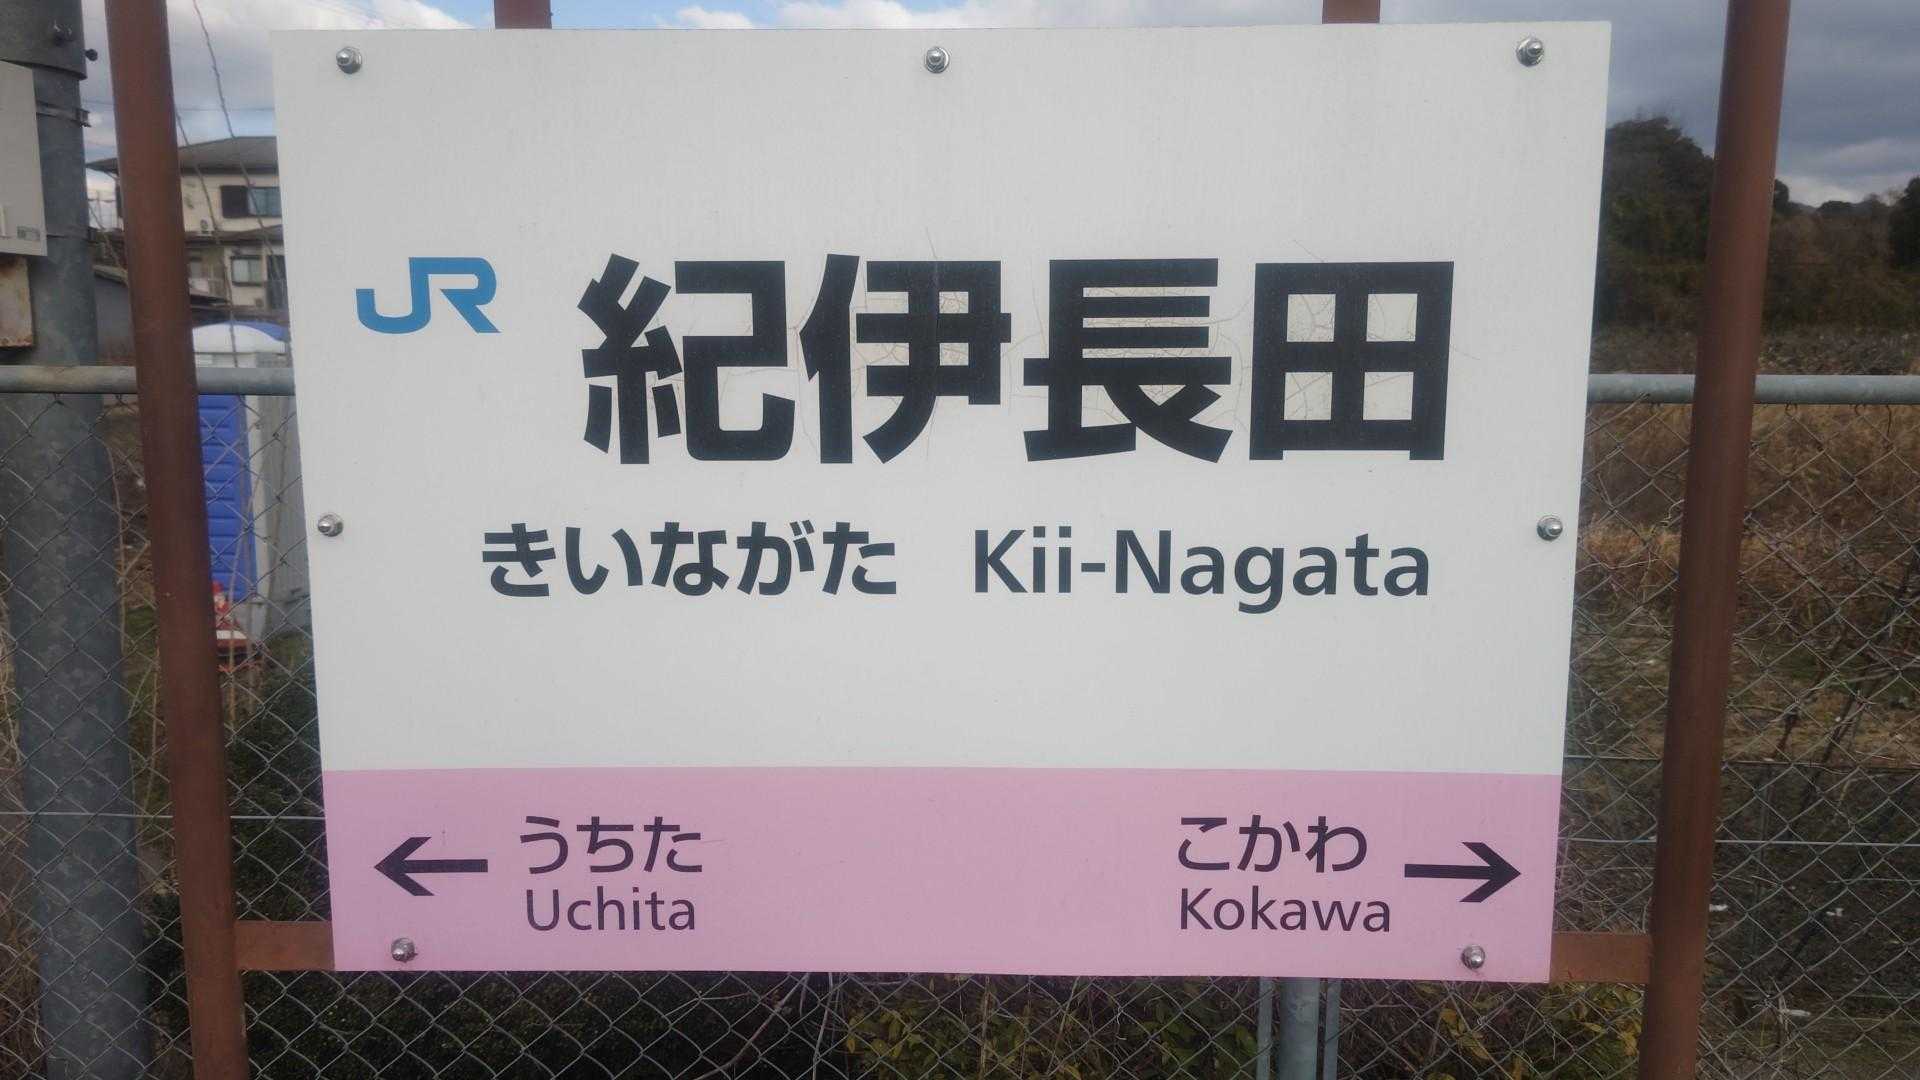 JR 紀伊長田
きいながた Kii-Nagata
← うちた こかわ →
Uchita Kokawa